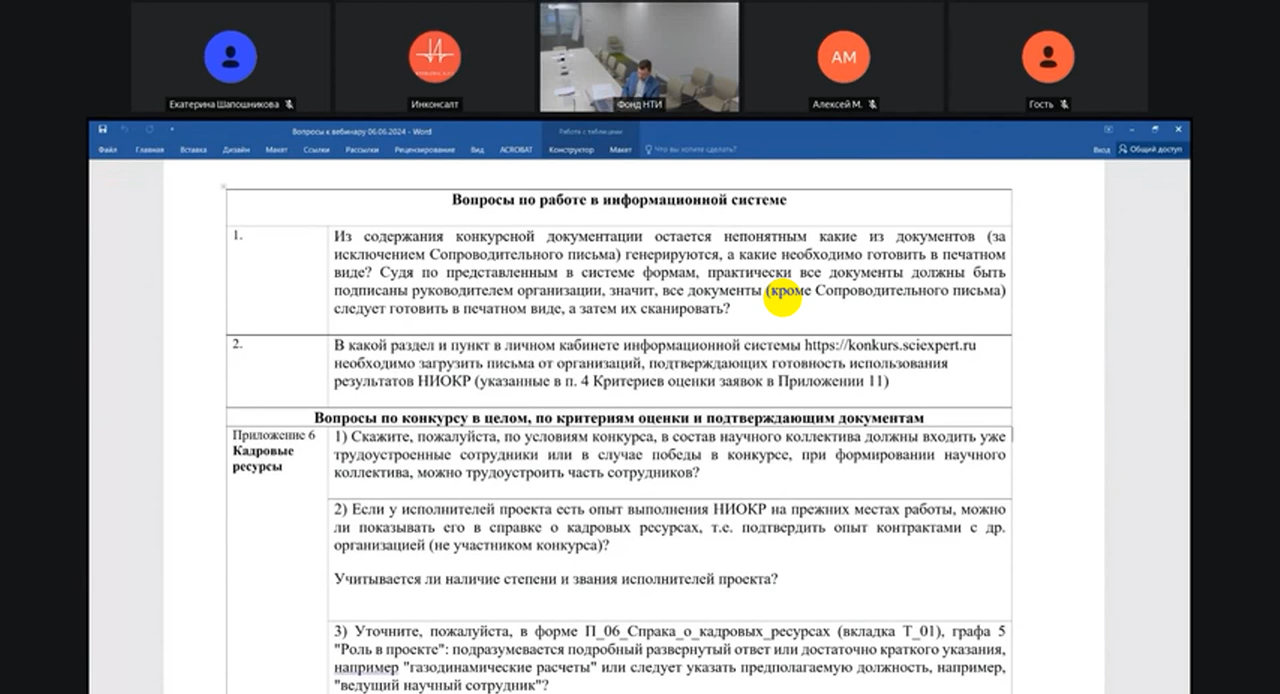 Екатерина Шапошникова
Инконсалт
Фонд НТИ
АМ
Алексей М.
Гость
Вопросы к вебинару 06.06.2024 - Word
Работа с таблицами
Файл Главная Вставка Дизайн Макет Ссылки Рассылки Рецензирование Вид ACROBAT Конструктор Макет Что вы хотите сделать? Вход Общий доступ
Вопросы по работе в информационной системе
1.
Из содержания конкурсной документации остается непонятным какие из документов (за
исключением Сопроводительного письма) генерируются, а какие необходимо готовить в печатном
виде? Судя по представленным в системе формам, практически все документы должны быть
подписаны руководителем организации, значит, все документы (кроме Сопроводительного письма)
следует готовить в печатном виде, а затем их сканировать?
2.
В какой раздел и пункт в личном кабинете информационной системы https://konkurs.sciexpert.ru
необходимо загрузить письма от организаций, подтверждающих готовность использования
результатов НИОКР (указанные в п. 4 Критериев оценки заявок в Приложении 11)
Вопросы по конкурсу в целом, по критериям оценки и подтверждающим документам
Приложение 6
Кадровые
ресурсы
1) Скажите, пожалуйста, по условиям конкурса, в состав научного коллектива должны входить уже
трудоустроенные сотрудники или в случае победы в конкурсе, при формировании научного
коллектива, можно трудоустроить часть сотрудников?
2) Если у исполнителей проекта есть опыт выполнения НИОКР на прежних местах работы, можно
ли показывать его в справке о кадровых ресурсах, т.е. подтвердить опыт контрактами с др.
организацией (не участником конкурса)?
Учитывается ли наличие степени и звания исполнителей проекта?
3) Уточните, пожалуйста, в форме П_06_Спрака_о_кадровых_ресурсах (вкладка Т_01), графа 5
"Роль в проекте": подразумевается подробный развернутый ответ или достаточно краткого указания,
например "газодинамические расчеты" или следует указать предполагаемую должность, например,
"ведущий научный сотрудник"?